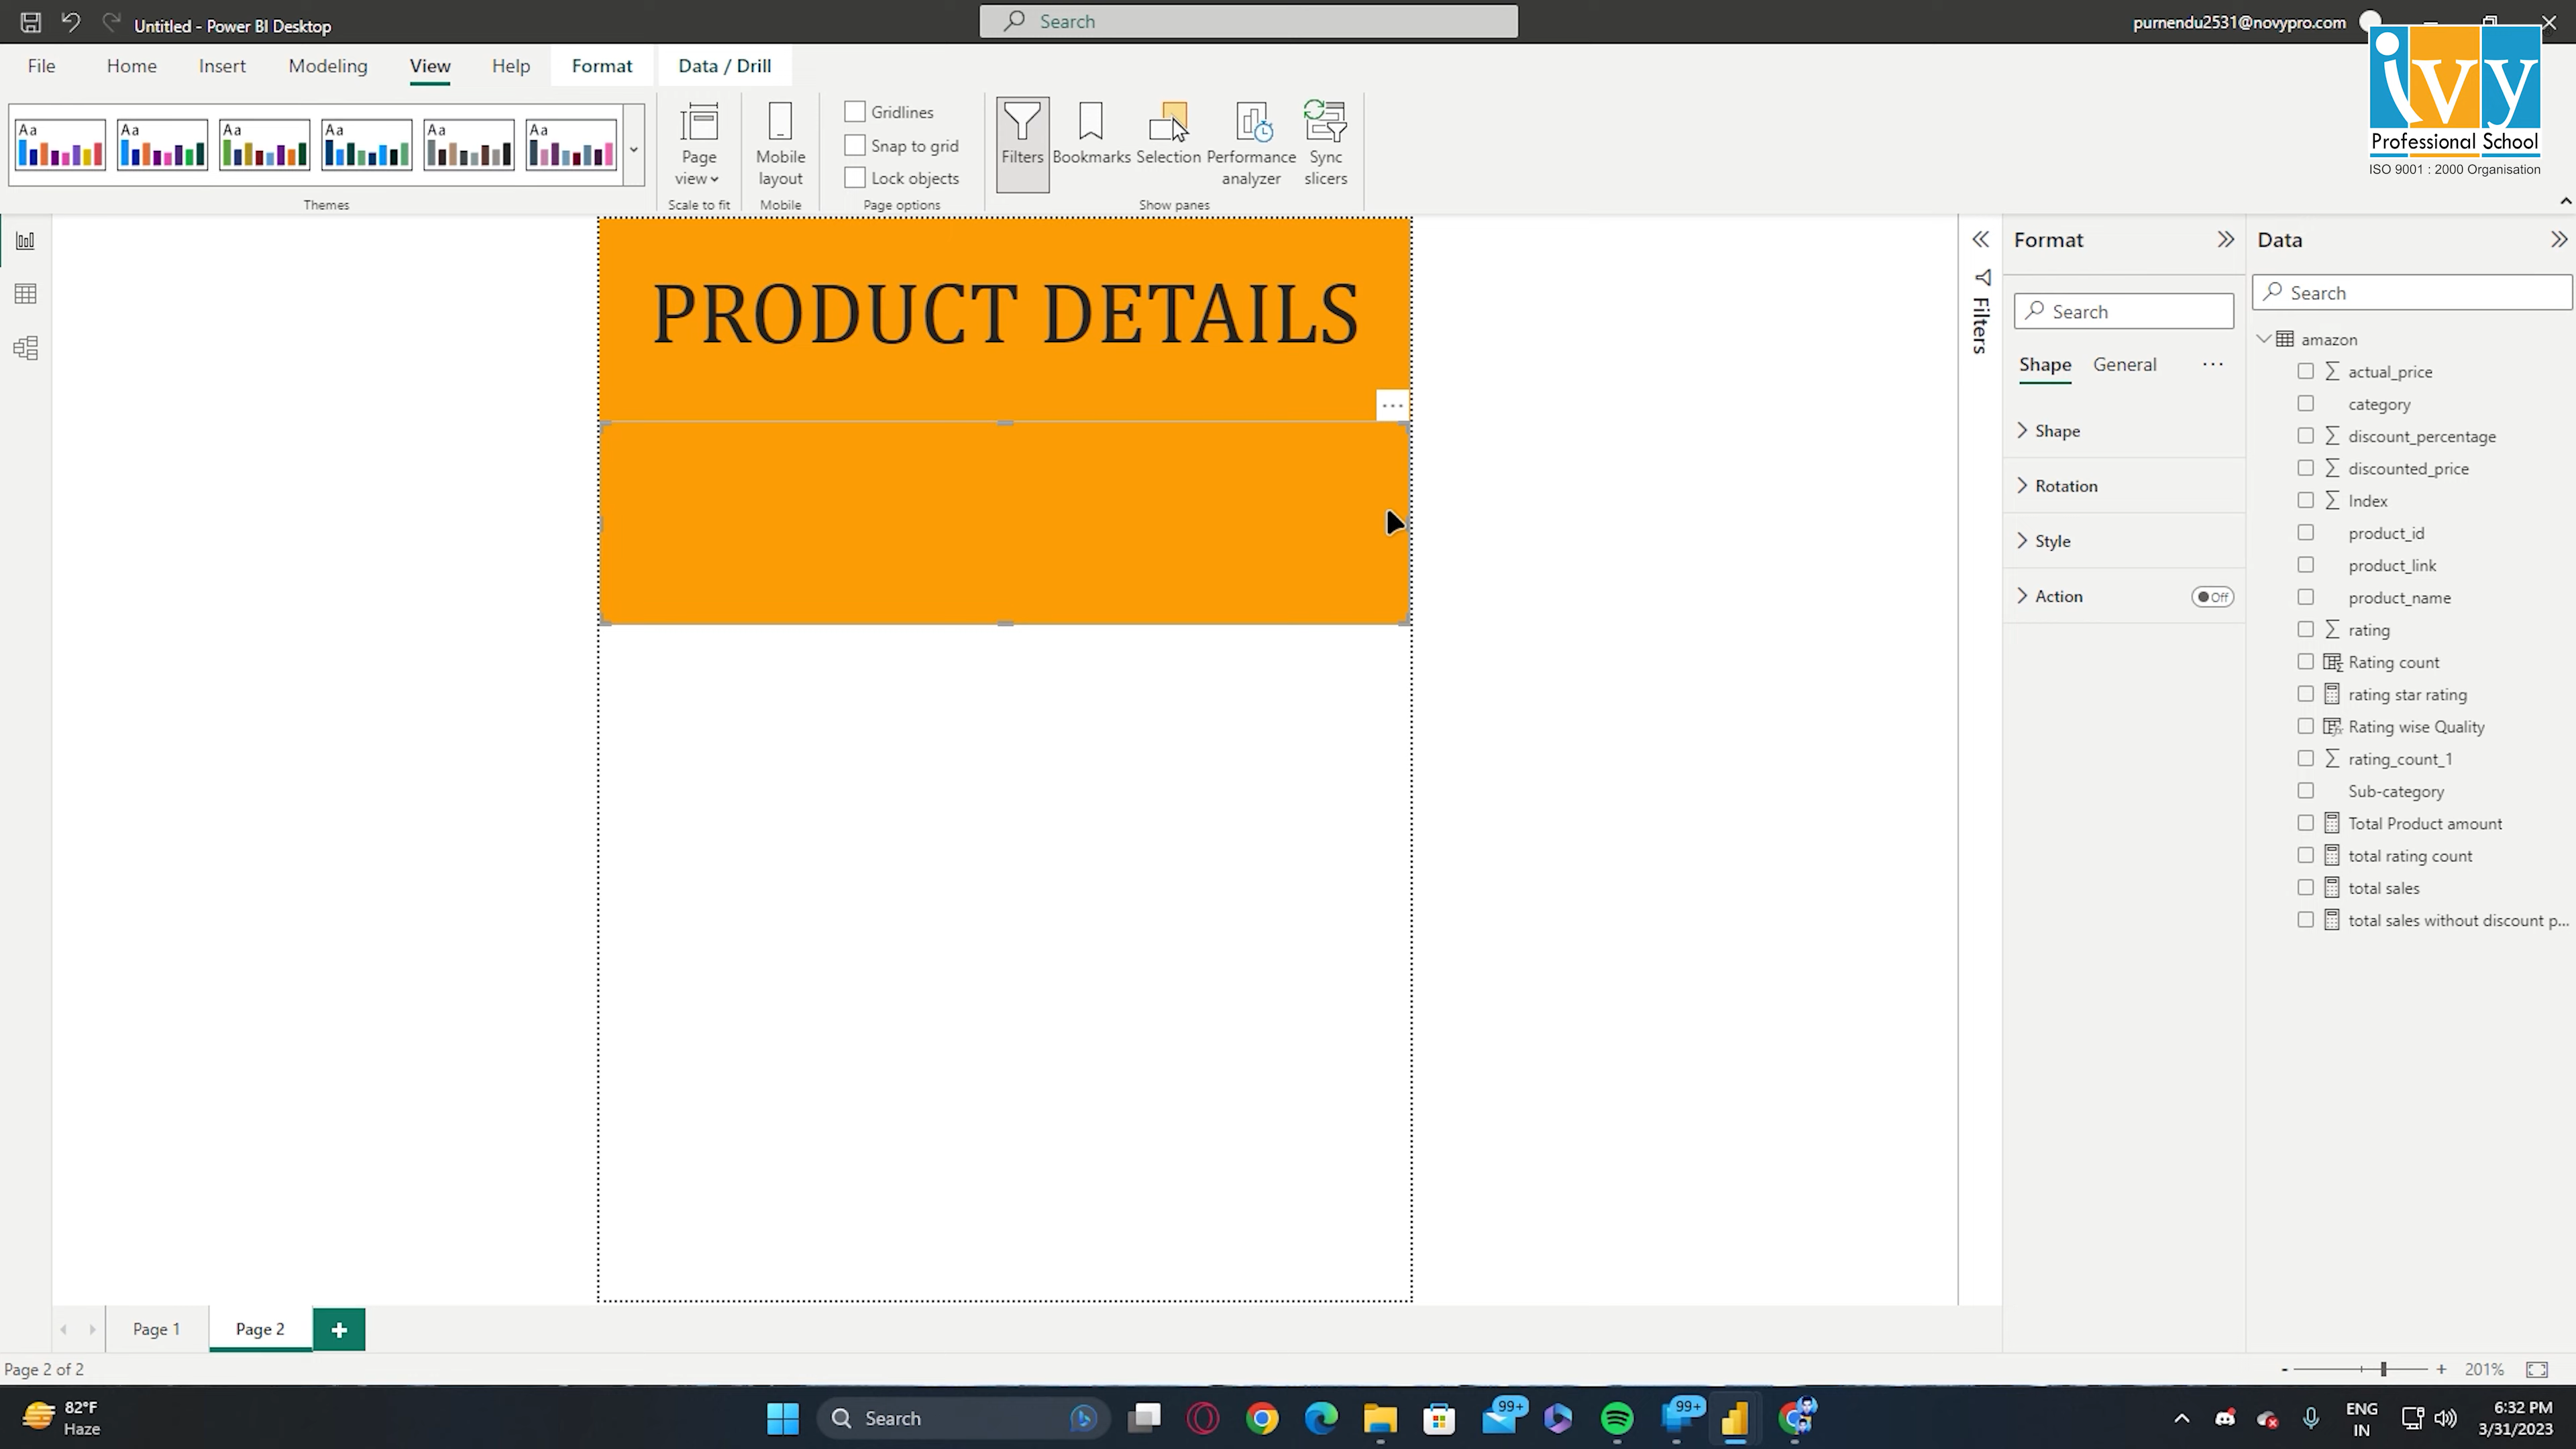 Untitled - Power BI Desktop
Search
purnendu2531@novypro.com
File Home Insert Modeling View Help Format Data / Drill
ivy
Professional School
ISO 9001 : 2000 Organisation
Aa Aa Aa Aa Aa Aa
Themes
Page view
Scale to fit
Mobile layout
Mobile
Gridlines
Snap to grid
Lock objects
Page options
Filters
Bookmarks
Selection
Performance analyzer
Sync slicers
Show panes
PRODUCT DETAILS
Filters
Format
Search
Shape General
Shape
Rotation
Style
Action Off
Data
Search
amazon
actual_price
category
discount_percentage
discounted_price
Index
product_id
product_link
product_name
rating
Rating count
rating star rating
Rating wise Quality
rating_count_1
Sub-category
Total Product amount
total rating count
total sales
total sales without discount p...
Page 1 Page 2
Page 2 of 2
201%
82°F
Haze
Search
99+
99+
ENG
IN
6:32 PM
3/31/2023